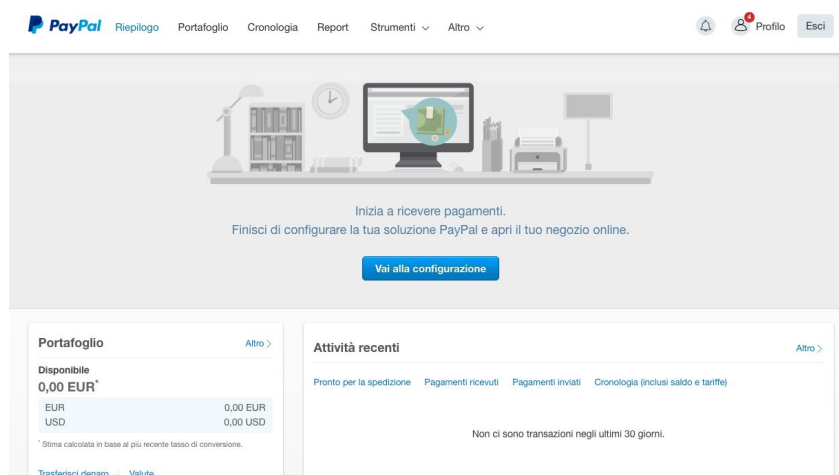 PayPal Riepilogo Portafoglio Cronologia Report Strumenti Altro 4 Profilo Esci
Inizia a ricevere pagamenti.
Finisci di configurare la tua soluzione PayPal e apri il tuo negozio online.
Vai alla configurazione
Portafoglio Altro >
Disponibile
0,00 EUR*
EUR 0,00 EUR
USD 0,00 USD
* Stima calcolata in base al più recente tasso di conversione.
Trasferisci denaro | Valute
Attività recenti Altro >
Pronto per la spedizione Pagamenti ricevuti Pagamenti inviati Cronologia (inclusi saldo e tariffe)
Non ci sono transazioni negli ultimi 30 giorni.